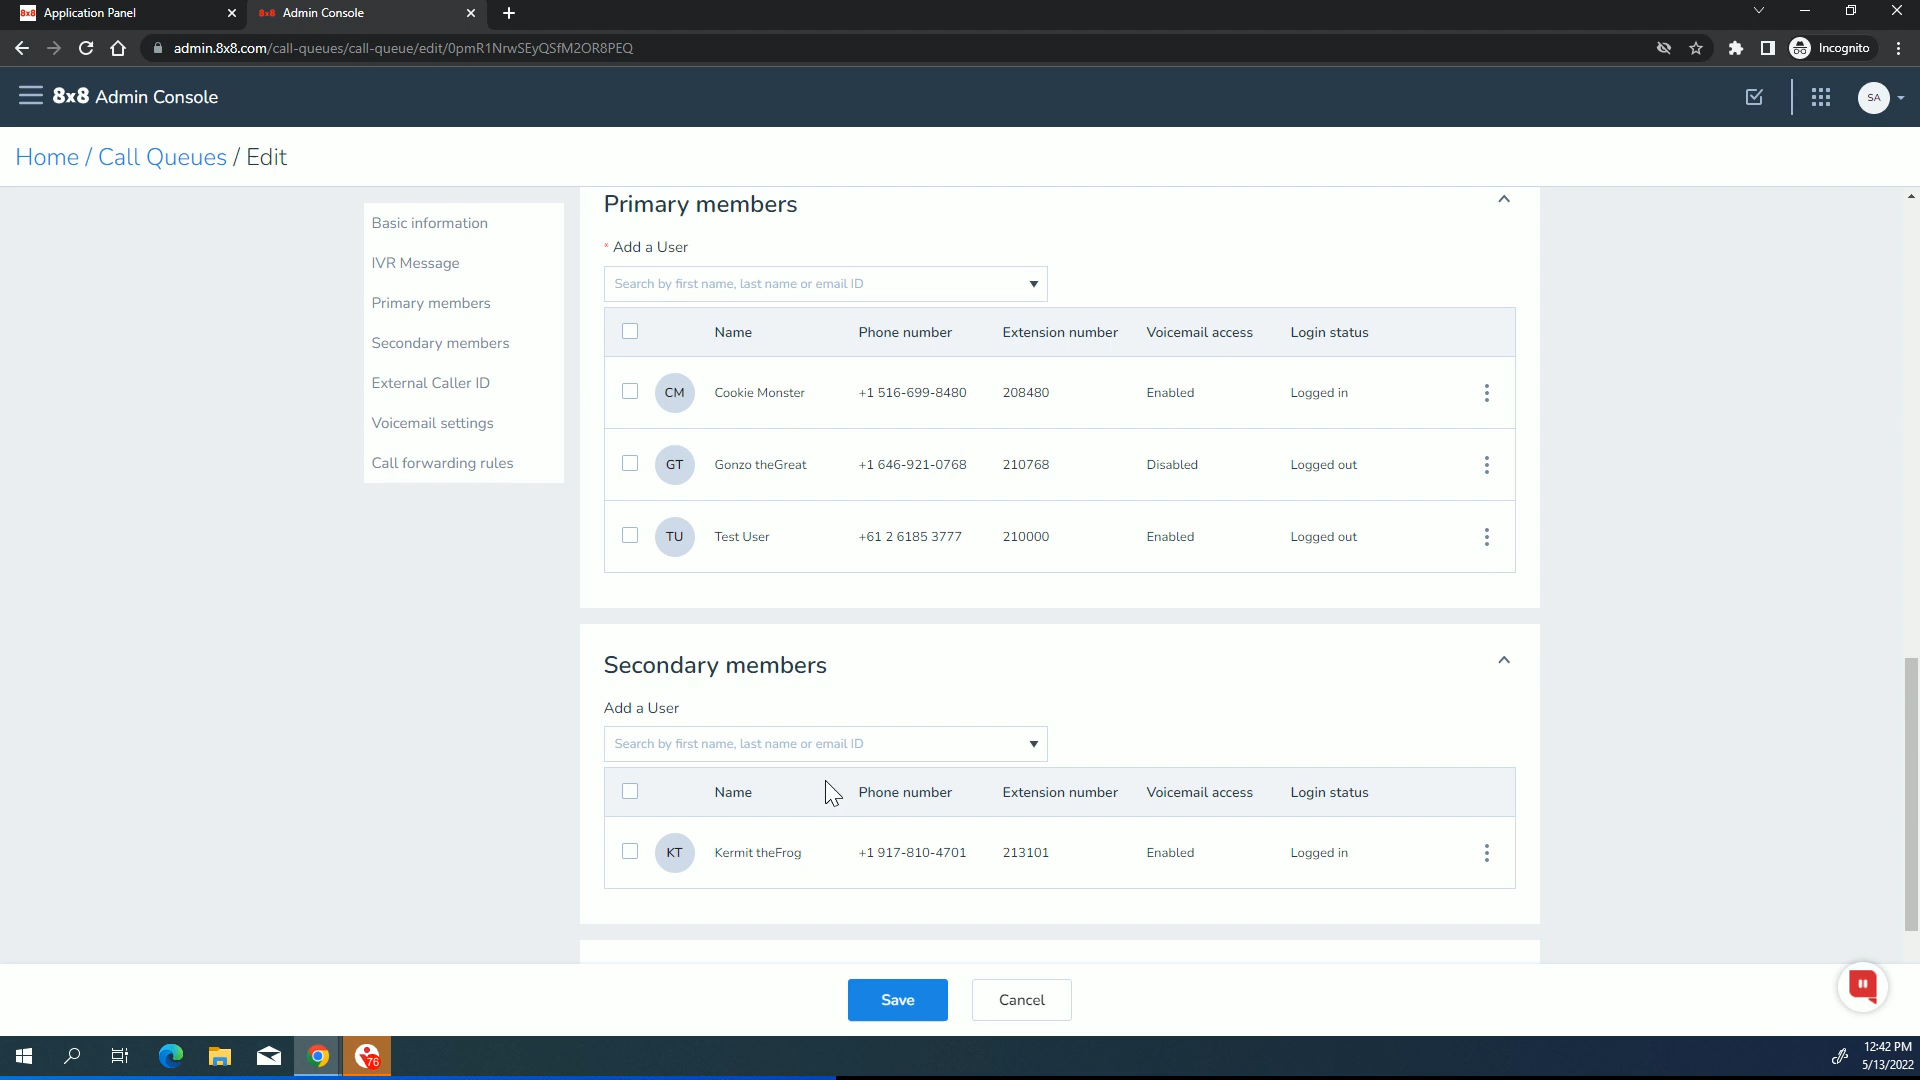 8x8 Application Panel
8x8 Admin Console
admin.8x8.com/call-queues/call-queue/edit/0pmR1NrwSEyQSfM2OR8PEQ
Incognito
8x8 Admin Console
SA
Home / Call Queues / Edit
Basic information
IVR Message
Primary members
Secondary members
External Caller ID
Voicemail settings
Call forwarding rules
Primary members
* Add a User
Search by first name, last name or email ID
Name Phone number Extension number Voicemail access Login status
CM Cookie Monster +1 516-699-8480 208480 Enabled Logged in
GT Gonzo theGreat +1 646-921-0768 210768 Disabled Logged out
TU Test User +61 2 6185 3777 210000 Enabled Logged out
Secondary members
Add a User
Search by first name, last name or email ID
Name Phone number Extension number Voicemail access Login status
KT Kermit theFrog +1 917-810-4701 213101 Enabled Logged in
Save Cancel
76
12:42 PM
5/13/2022